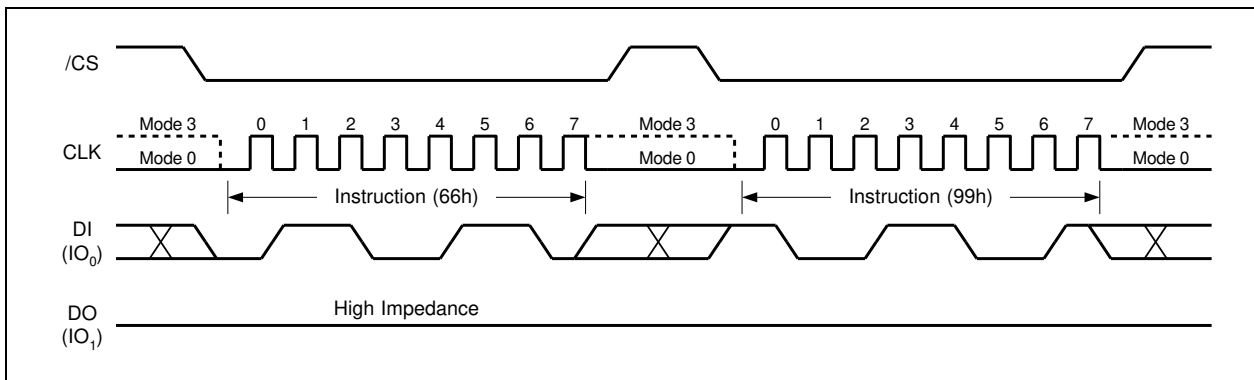 /CS
Mode 3 0 1 2 3 4 5 6 7 Mode 3 0 1 2 3 4 5 6 7 Mode 3
CLK Mode 0 Mode 0 Mode 0
Instruction (66h) Instruction (99h)
DI
(IO0)
High Impedance
DO
(IO1)